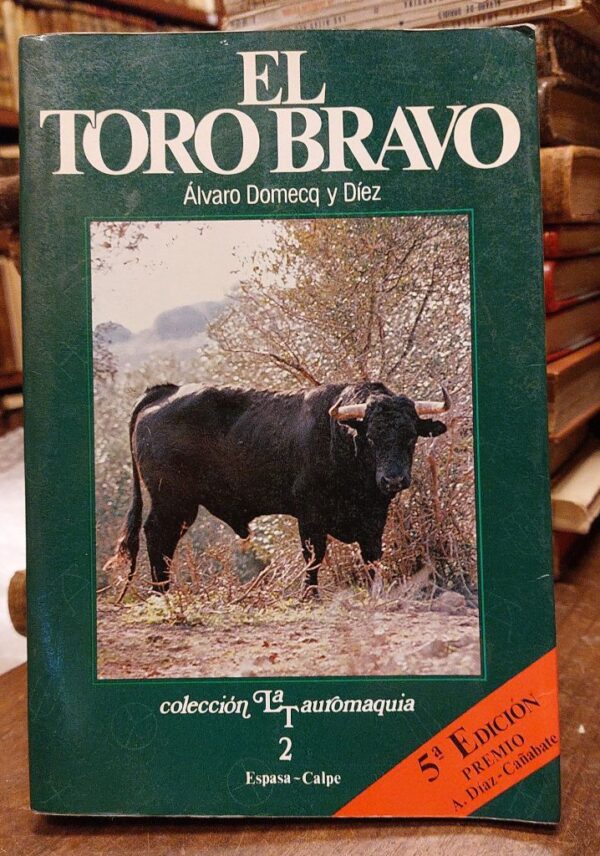 EL
TORO BRAVO
Álvaro Domecq y Díez
colección La Tauromaquia
2
Espasa~Calpe
5ª EDICIÓN
PREMIO
A. Díaz-Cañabate